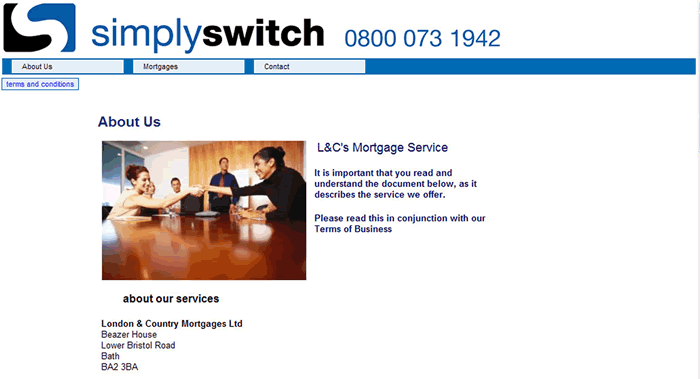 simplyswitch 0800 073 1942
About Us Mortgages Contact
terms and conditions
About Us
L&C's Mortgage Service
It is important that you read and
understand the document below, as it
describes the service we offer.
Please read this in conjunction with our
Terms of Business
about our services
London & Country Mortgages Ltd
Beazer House
Lower Bristol Road
Bath
BA2 3BA